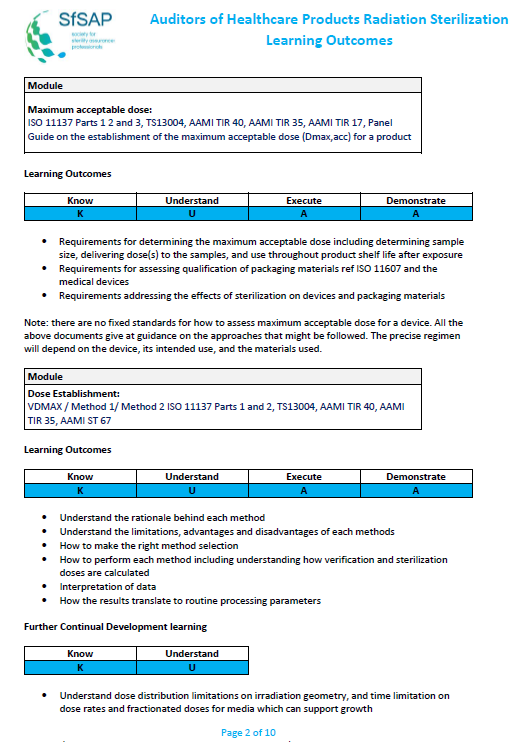 SfSAP
society for
sterility assurance
professionals
Auditors of Healthcare Products Radiation Sterilization
Learning Outcomes
Module
Maximum acceptable dose:
ISO 11137 Parts 1 2 and 3, TS13004, AAMI TIR 40, AAMI TIR 35, AAMI TIR 17, Panel
Guide on the establishment of the maximum acceptable dose (Dmax,acc) for a product
Learning Outcomes
Know Understand Execute Demonstrate
K U A A
• Requirements for determining the maximum acceptable dose including determining sample
size, delivering dose(s) to the samples, and use throughout product shelf life after exposure
• Requirements for assessing qualification of packaging materials ref ISO 11607 and the
medical devices
• Requirements addressing the effects of sterilization on devices and packaging materials
Note: there are no fixed standards for how to assess maximum acceptable dose for a device. All the
above documents give at guidance on the approaches that might be followed. The precise regimen
will depend on the device, its intended use, and the materials used.
Module
Dose Establishment:
VDMAX / Method 1/ Method 2 ISO 11137 Parts 1 and 2, TS13004, AAMI TIR 40, AAMI
TIR 35, AAMI ST 67
Learning Outcomes
Know Understand Execute Demonstrate
K U A A
• Understand the rationale behind each method
• Understand the limitations, advantages and disadvantages of each methods
• How to make the right method selection
• How to perform each method including understanding how verification and sterilization
doses are calculated
• Interpretation of data
• How the results translate to routine processing parameters
Further Continual Development learning
Know Understand
K U
• Understand dose distribution limitations on irradiation geometry, and time limitation on
dose rates and fractionated doses for media which can support growth
Page 2 of 10